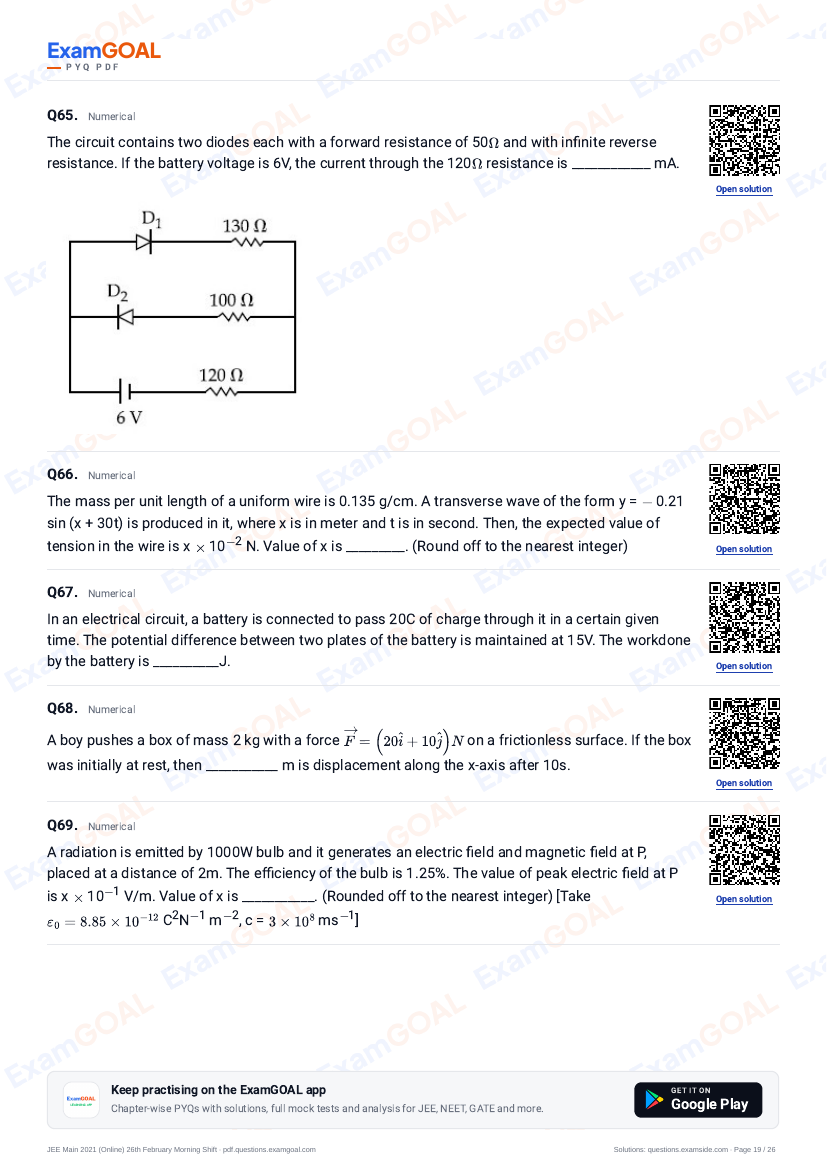 ExamGOAL
PYQ PDF
Q65. Numerical
The circuit contains two diodes each with a forward resistance of 50Ω and with infinite reverse
resistance. If the battery voltage is 6V, the current through the 120Ω resistance is ____________ mA.
Open solution
D₁
130 Ω
D₂
100 Ω
120 Ω
6 V
Q66. Numerical
The mass per unit length of a uniform wire is 0.135 g/cm. A transverse wave of the form y = − 0.21
sin (x + 30t) is produced in it, where x is in meter and t is in second. Then, the expected value of
tension in the wire is x × 10⁻² N. Value of x is _________. (Round off to the nearest integer)
Open solution
Q67. Numerical
In an electrical circuit, a battery is connected to pass 20C of charge through it in a certain given
time. The potential difference between two plates of the battery is maintained at 15V. The workdone
by the battery is __________J.
Open solution
Q68. Numerical
A boy pushes a box of mass 2 kg with a force F⃗ = (20î + 10ĵ)N on a frictionless surface. If the box
was initially at rest, then ___________ m is displacement along the x-axis after 10s.
Open solution
Q69. Numerical
A radiation is emitted by 1000W bulb and it generates an electric field and magnetic field at P,
placed at a distance of 2m. The efficiency of the bulb is 1.25%. The value of peak electric field at P
is x × 10⁻¹ V/m. Value of x is ___________. (Rounded off to the nearest integer) [Take
ε₀ = 8.85 × 10⁻¹² C²N⁻¹ m⁻², c = 3 × 10⁸ ms⁻¹]
Open solution
Keep practising on the ExamGOAL app
Chapter-wise PYQs with solutions, full mock tests and analysis for JEE, NEET, GATE and more.
GET IT ON
Google Play
JEE Main 2021 (Online) 26th February Morning Shift · pdf.questions.examgoal.com
Solutions: questions.examside.com · Page 19 / 26